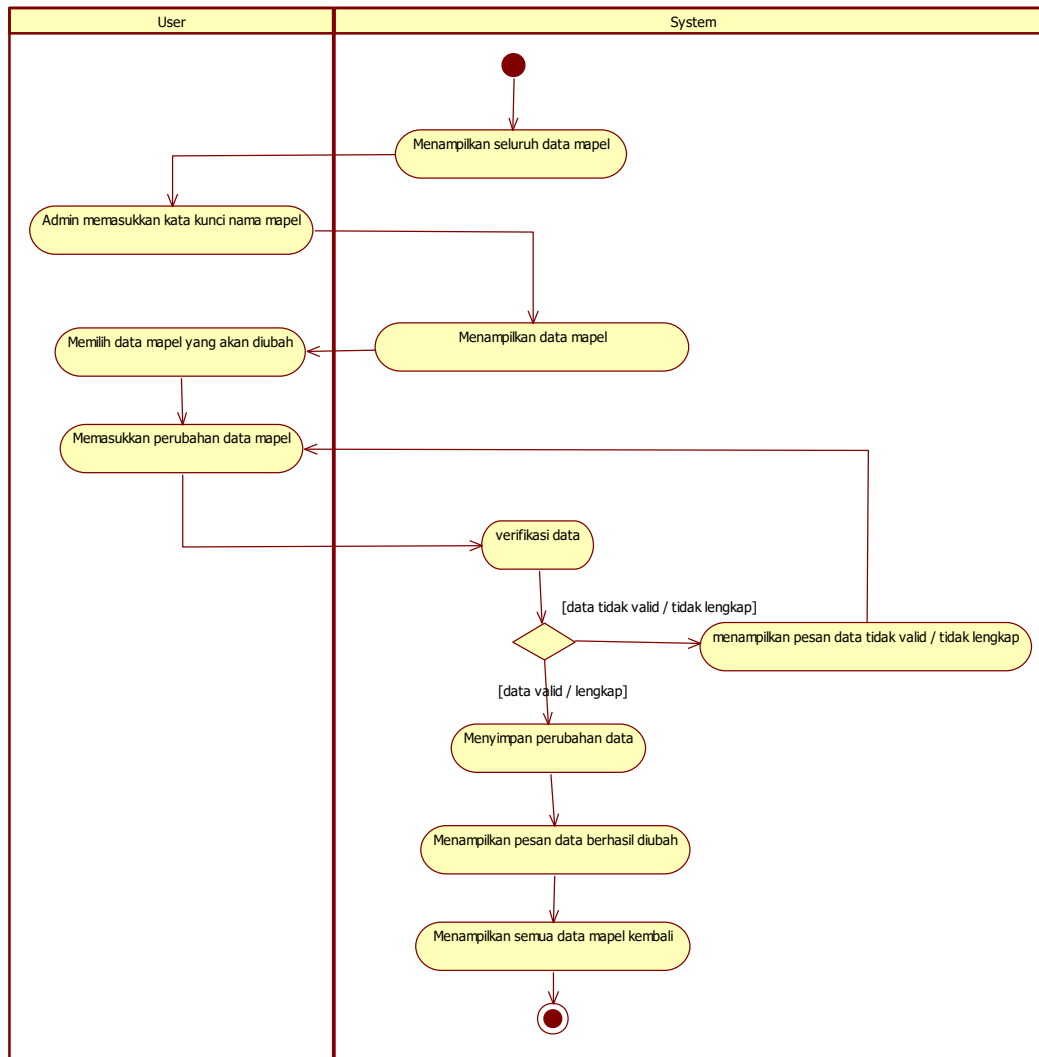 User
System
Menampilkan seluruh data mapel
Admin memasukkan kata kunci nama mapel
Menampilkan data mapel
Memilih data mapel yang akan diubah
Memasukkan perubahan data mapel
verifikasi data
[data tidak valid / tidak lengkap]
menampilkan pesan data tidak valid / tidak lengkap
[data valid / lengkap]
Menyimpan perubahan data
Menampilkan pesan data berhasil diubah
Menampilkan semua data mapel kembali